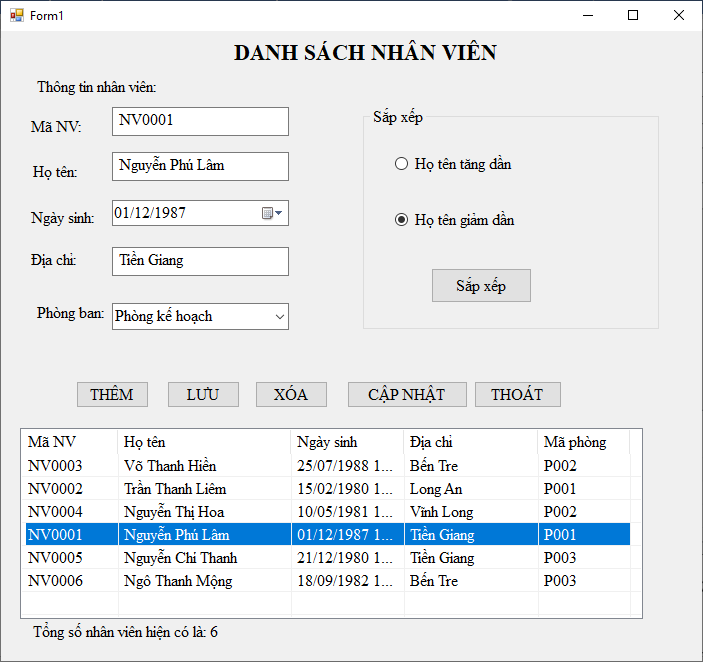 Form1
DANH SÁCH NHÂN VIÊN
Thông tin nhân viên:
Mã NV: NV0001
Họ tên: Nguyễn Phú Lâm
Ngày sinh: 01/12/1987
Địa chỉ: Tiền Giang
Phòng ban: Phòng kế hoạch
Sắp xếp
Họ tên tăng dần
Họ tên giảm dần
Sắp xếp
THÊM LƯU XÓA CẬP NHẬT THOÁT
Mã NV Họ tên Ngày sinh Địa chỉ Mã phòng
NV0003 Võ Thanh Hiền 25/07/1988 1... Bến Tre P002
NV0002 Trần Thanh Liêm 15/02/1980 1... Long An P001
NV0004 Nguyễn Thị Hoa 10/05/1981 1... Vĩnh Long P002
NV0001 Nguyễn Phú Lâm 01/12/1987 1... Tiền Giang P001
NV0005 Nguyễn Chí Thanh 21/12/1980 1... Tiền Giang P003
NV0006 Ngô Thanh Mộng 18/09/1982 1... Bến Tre P003
Tổng số nhân viên hiện có là: 6